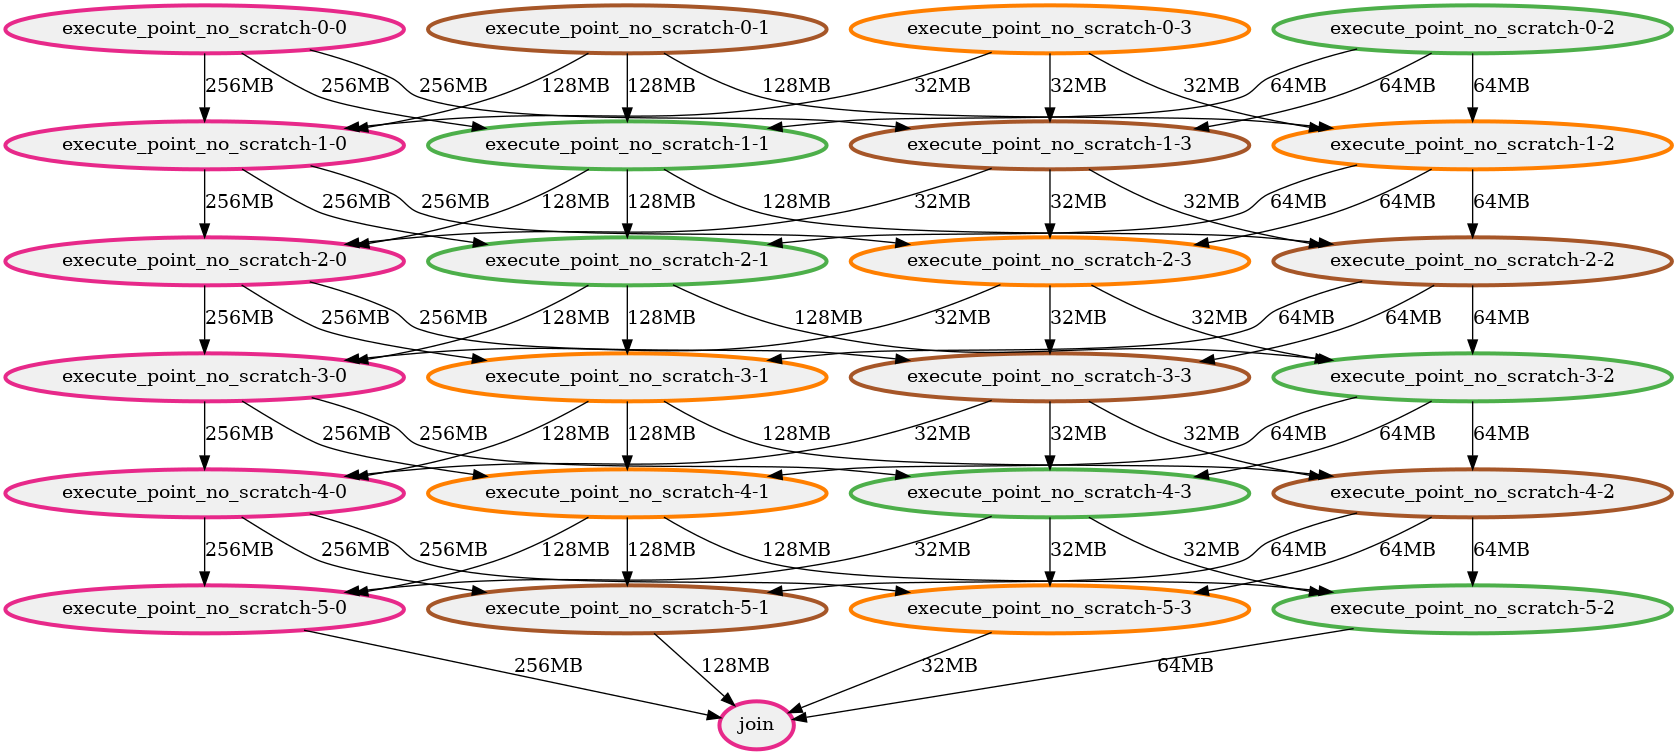 execute_point_no_scratch-0-0 execute_point_no_scratch-0-1 execute_point_no_scratch-0-3 execute_point_no_scratch-0-2
256MB 256MB 256MB 128MB 128MB 128MB 32MB 32MB 32MB 64MB 64MB 64MB
execute_point_no_scratch-1-0 execute_point_no_scratch-1-1 execute_point_no_scratch-1-3 execute_point_no_scratch-1-2
256MB 256MB 256MB 128MB 128MB 128MB 32MB 32MB 32MB 64MB 64MB 64MB
execute_point_no_scratch-2-0 execute_point_no_scratch-2-1 execute_point_no_scratch-2-3 execute_point_no_scratch-2-2
256MB 256MB 256MB 128MB 128MB 128MB 32MB 32MB 32MB 64MB 64MB 64MB
execute_point_no_scratch-3-0 execute_point_no_scratch-3-1 execute_point_no_scratch-3-3 execute_point_no_scratch-3-2
256MB 256MB 256MB 128MB 128MB 128MB 32MB 32MB 32MB 64MB 64MB 64MB
execute_point_no_scratch-4-0 execute_point_no_scratch-4-1 execute_point_no_scratch-4-3 execute_point_no_scratch-4-2
256MB 256MB 256MB 128MB 128MB 128MB 32MB 32MB 32MB 64MB 64MB 64MB
execute_point_no_scratch-5-0 execute_point_no_scratch-5-1 execute_point_no_scratch-5-3 execute_point_no_scratch-5-2
256MB 128MB 32MB 64MB
join